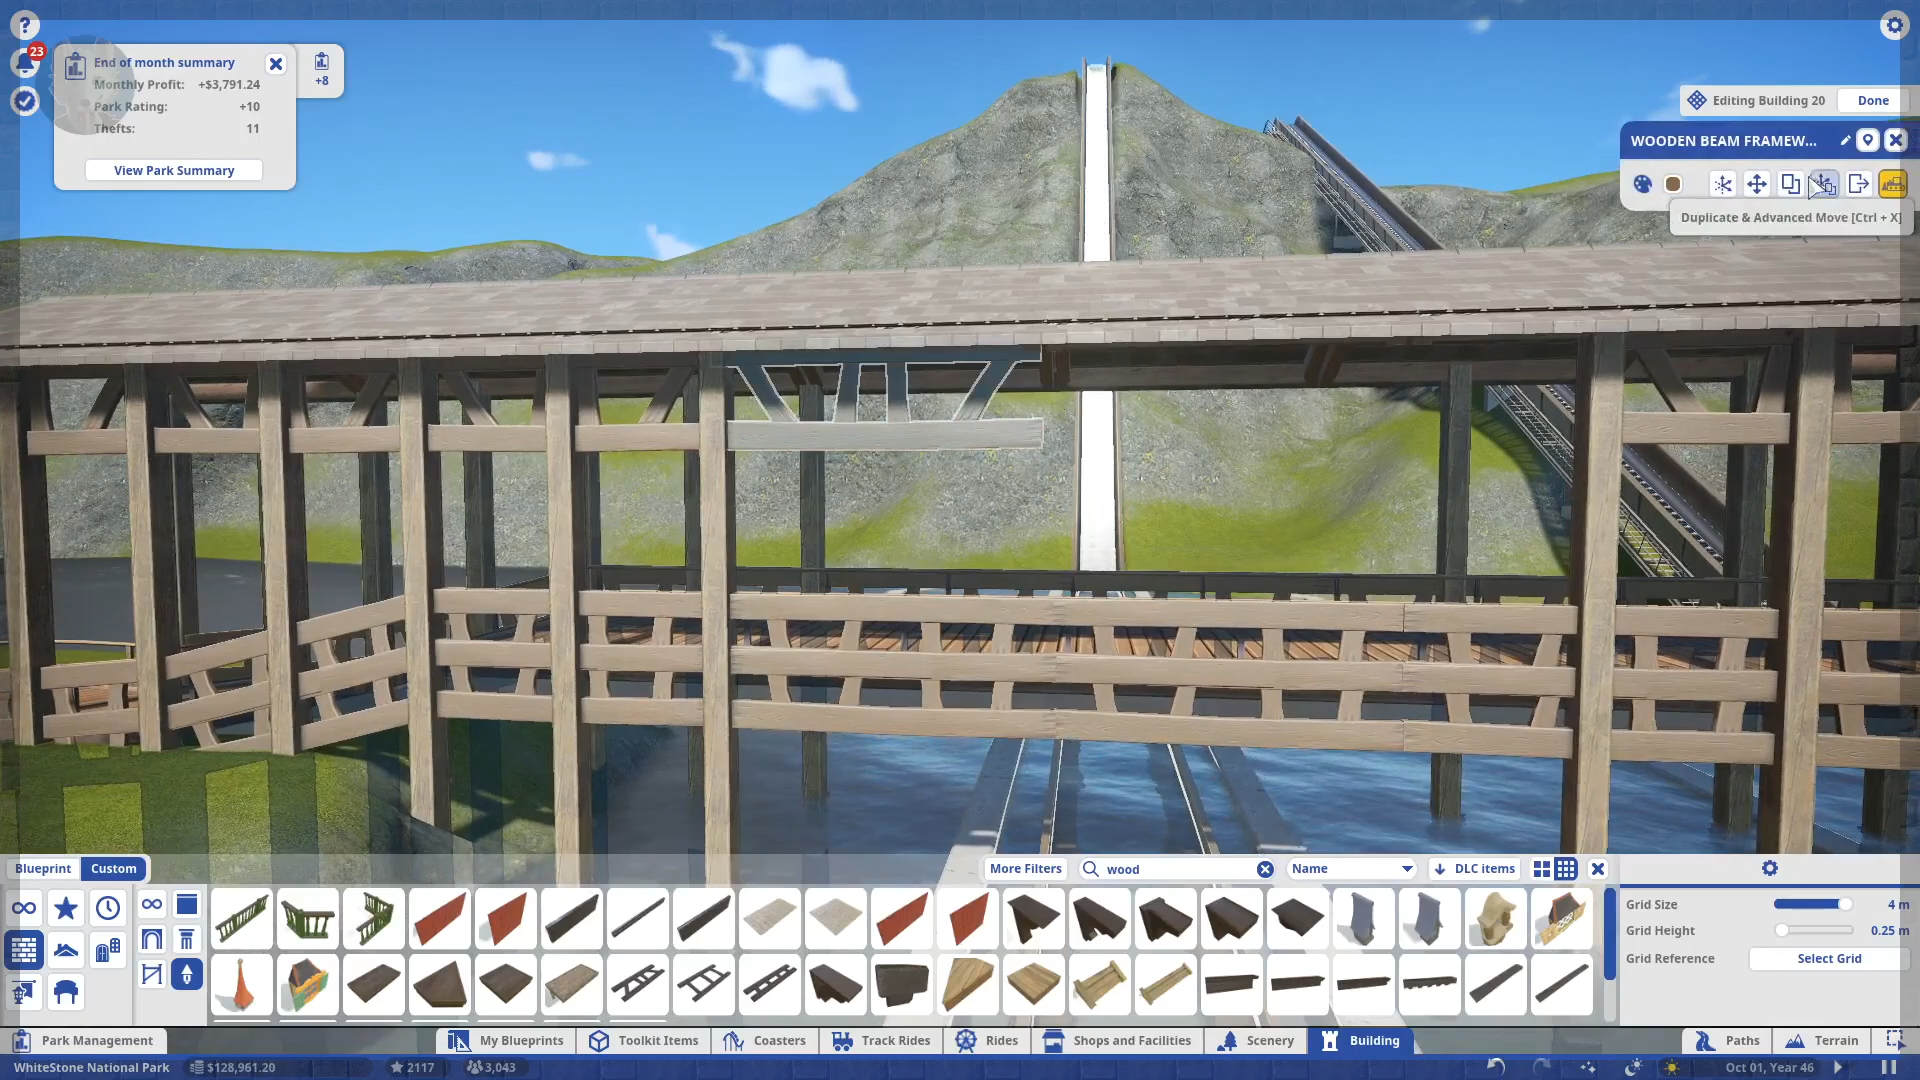 ?
23
End of month summary
Monthly Profit: +$3,791.24
Park Rating: +10
Thefts: 11
View Park Summary
+8
Editing Building 20
Done
WOODEN BEAM FRAMEW...
Duplicate & Advanced Move [Ctrl + X]
Blueprint
Custom
More Filters
wood
Name
DLC items
Grid Size 4 m
Grid Height 0.25 m
Grid Reference Select Grid
Park Management
My Blueprints
Toolkit Items
Coasters
Track Rides
Rides
Shops and Facilities
Scenery
Building
Paths
Terrain
WhiteStone National Park
$128,961.20
2117
3,043
Oct 01, Year 46